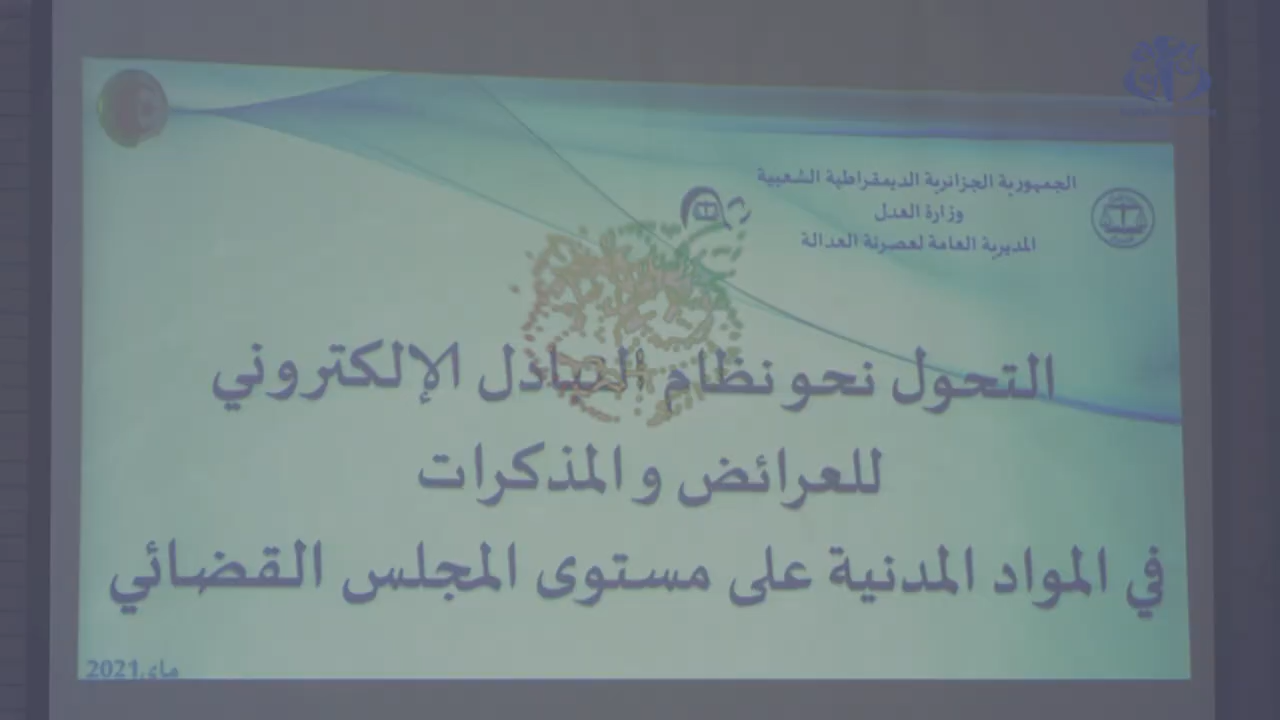 الجمهورية الجزائرية الديمقراطية الشعبية
وزارة العدل
المديرية العامة لعصرنة العدالة
التحول نحو نظام التبادل الإلكتروني
للعرائض والمذكرات
في المواد المدنية على مستوى المجلس القضائي
ماي 2021